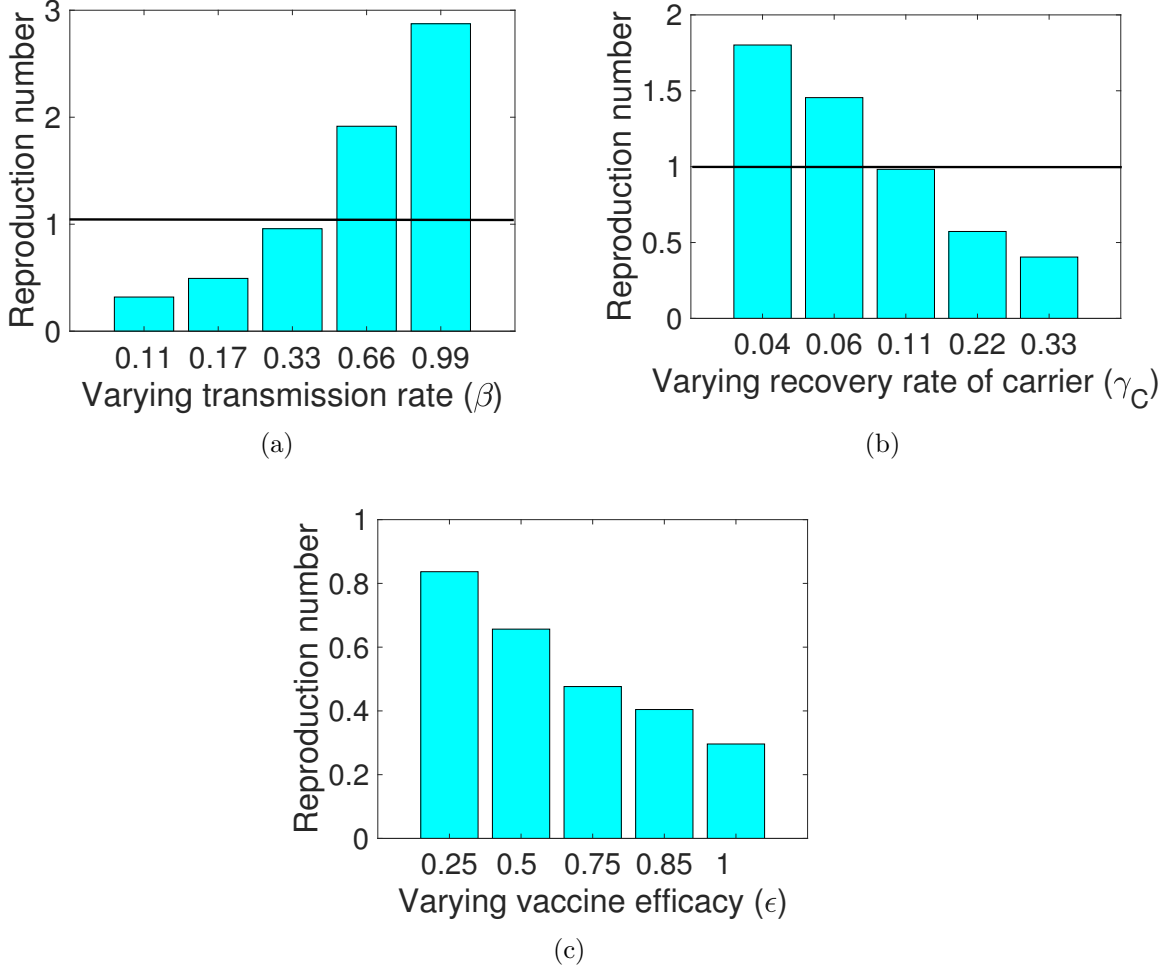 Reproduction number
3
2
1
0
0.11 0.17 0.33 0.66 0.99
Varying transmission rate (β)
(a)
Reproduction number
2
1.5
1
0.5
0
0.04 0.06 0.11 0.22 0.33
Varying recovery rate of carrier (γ_C)
(b)
Reproduction number
1
0.8
0.6
0.4
0.2
0
0.25 0.5 0.75 0.85 1
Varying vaccine efficacy (ϵ)
(c)